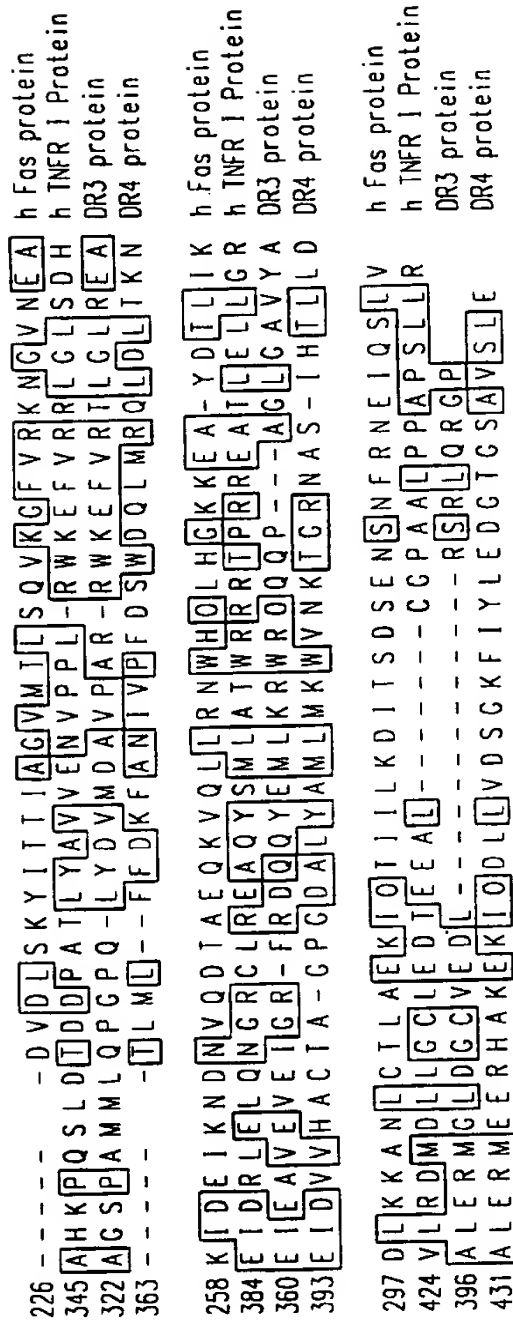 226 - - - - - - - - D V D L S K Y I T T I A G V M T L S Q V K G F V R K N G V N E A h Fas protein
345 A H K P Q S L D T D D P A T L Y A V V E N V P P L - R W K E F V R R L G L S D H h TNFR I Protein
322 A G S P A M M L Q P G P Q - L Y D V M D A V P A R - R W K E F V R T L G L R E A DR3 protein
363 - - - - - - - - T L M L - - F F D K F A N I V P F D S W D Q L M R Q L D L T K N DR4 protein
258 K I D E I K N D N V Q D T A E Q K V Q L L R N W H Q L H G K K E A - Y D T L I K h Fas protein
384 E I D R L E L Q N G R C L R E A Q Y S M L A T W R R R T P R R E A T L E L L G R h TNFR I Protein
360 E I E A V E V E I G R - F R D Q Q Y E M L K R W R Q Q Q P - - - A G L G A V Y A DR3 protein
393 E I D V V H A C T A - G P G D A L Y A M L M K W V N K T G R N A S - I H T L L D DR4 protein
297 D L K K A N L C T L A E K I Q T I I L K D I T S D S E N S N F R N E I Q S L V h Fas protein
424 V L R D M D L L G C L E D I E E A L - - - - - - C G P A A L P P A P S L L R h TNFR I Protein
396 A L E R M G L D G C V E D L - - - - - - - - - - - - R S R L Q R G P DR3 protein
431 A L E R M E E R H A K E K I Q D L L V D S G K F I Y L E D G T G S A V S L E DR4 protein